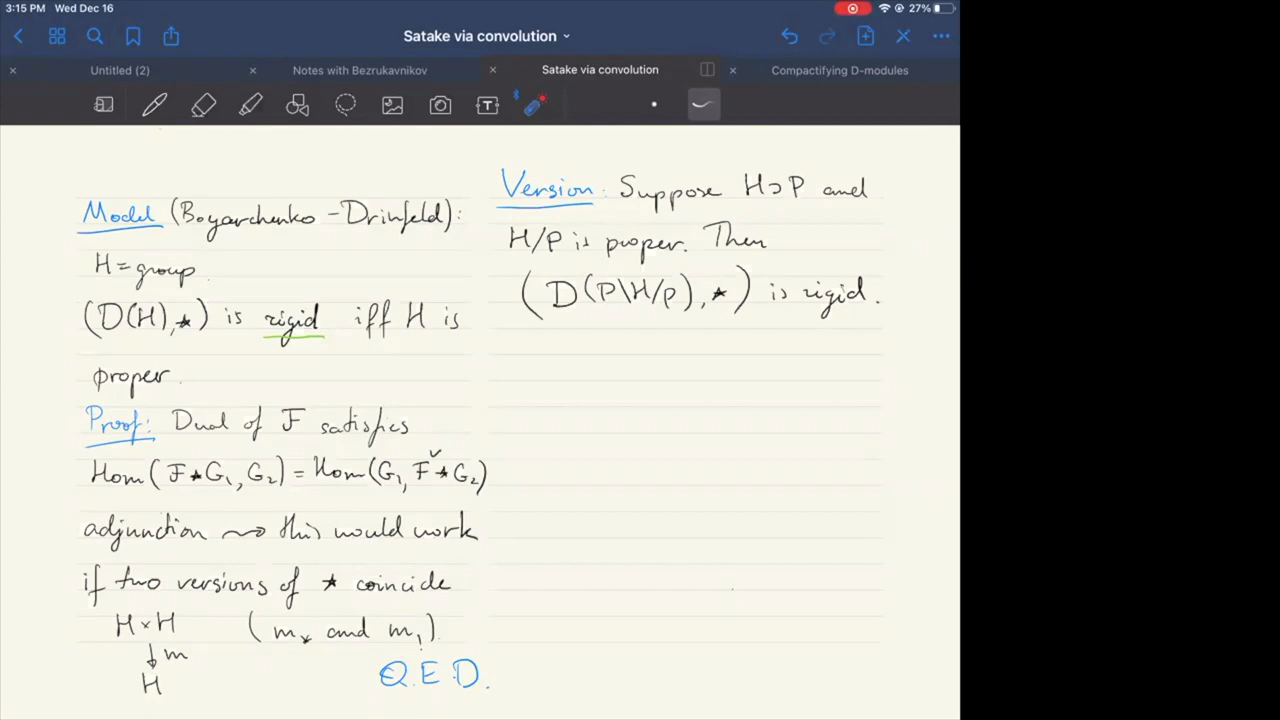 3:15 PM Wed Dec 16
27%
Satake via convolution
Untitled (2)
Notes with Bezrukavnikov
Satake via convolution
Compactifying D-modules
Model (Boyarchenko - Drinfeld):
H = group.
(D(H), ★) is rigid iff H is
proper.
Proof: Dual of F satisfies
Hom(F★G₁, G₂) = Hom(G₁, F^∨★G₂)
adjunction ⇝ this would work
if two versions of ★ coincide
H × H (m_* and m_!).
↓ m
H
Q.E.D.
Version: Suppose H⊃P and
H/P is proper. Then
(D(P\H/P), ★) is rigid.